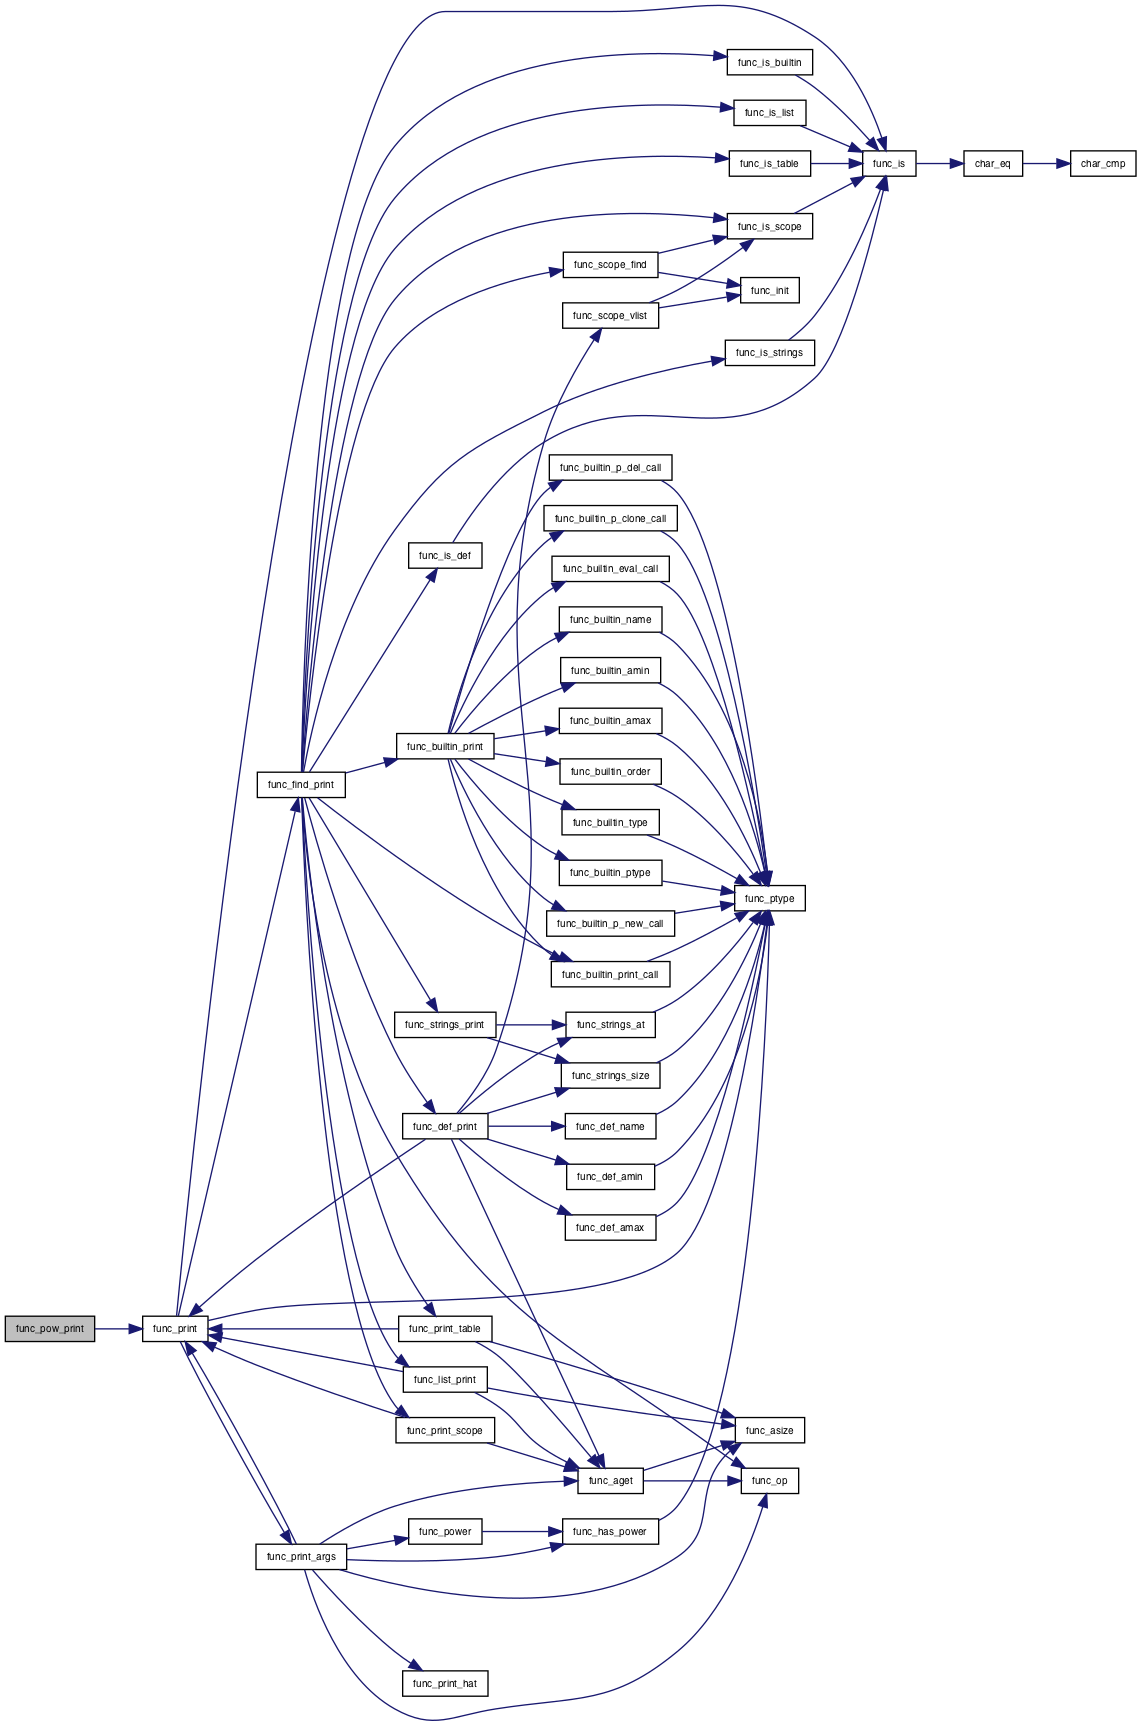 func_is_builtin
func_is_list
func_is_table
func_is
char_eq
char_cmp
func_is_scope
func_scope_find
func_init
func_scope_vlist
func_is_strings
func_builtin_p_del_call
func_builtin_p_clone_call
func_is_def
func_builtin_eval_call
func_builtin_name
func_builtin_amin
func_builtin_amax
func_builtin_print
func_builtin_order
func_find_print
func_builtin_type
func_builtin_ptype
func_ptype
func_builtin_p_new_call
func_builtin_print_call
func_strings_print
func_strings_at
func_strings_size
func_def_print
func_def_name
func_def_amin
func_def_amax
func_pow_print
func_print
func_print_table
func_list_print
func_print_scope
func_asize
func_aget
func_op
func_power
func_has_power
func_print_args
func_print_hat